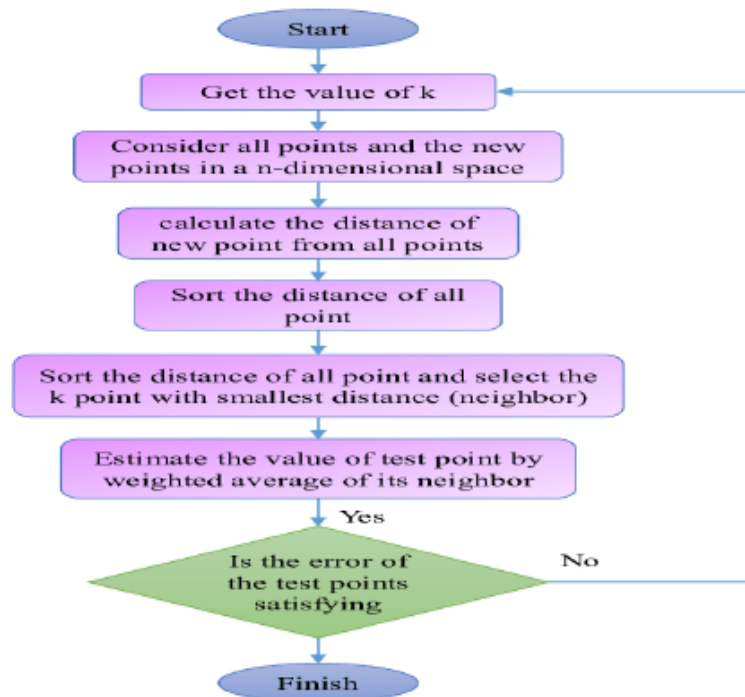 Start
Get the value of k
Consider all points and the new
points in a n-dimensional space
calculate the distance of
new point from all points
Sort the distance of all
point
Sort the distance of all point and select the
k point with smallest distance (neighbor)
Estimate the value of test point by
weighted average of its neighbor
Yes
Is the error of
the test points
satisfying
No
Finish